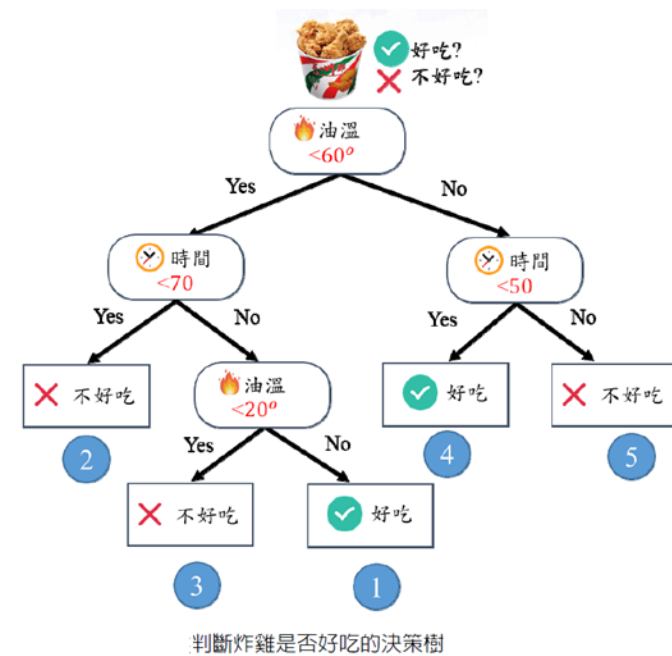 好吃?
不好吃?
油溫
<60°
Yes
No
時間
<70
時間
<50
Yes
No
Yes
No
不好吃
油溫
<20°
好吃
不好吃
2
Yes
No
4
5
不好吃
好吃
3
1
判斷炸雞是否好吃的決策樹